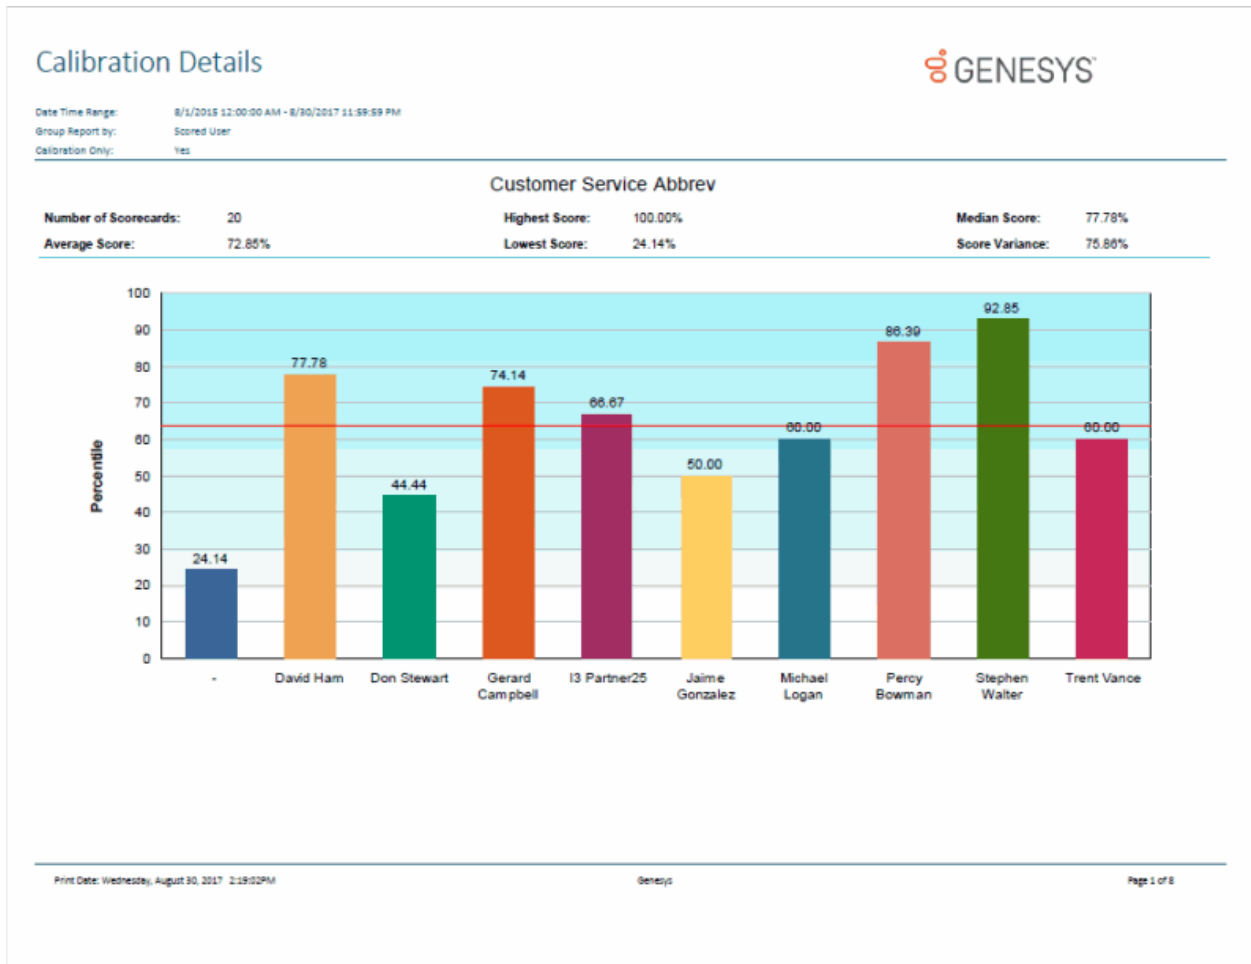 Calibration Details
GENESYS™
Date Time Range: 8/1/2015 12:00:00 AM - 8/30/2017 11:59:59 PM
Group Report by: Scored User
Calibration Only: Yes
Customer Service Abbrev
Number of Scorecards: 20 Highest Score: 100.00% Median Score: 77.78%
Average Score: 72.85% Lowest Score: 24.14% Score Variance: 75.86%
Percentile
100
90
80
70
60
50
40
30
20
10
0
24.14
77.78
44.44
74.14
66.67
50.00
60.00
86.39
92.85
60.00
-
David Ham
Don Stewart
Gerard
Campbell
I3 Partner25
Jaime
Gonzalez
Michael
Logan
Percy
Bowman
Stephen
Walter
Trent Vance
Print Date: Wednesday, August 30, 2017 2:19:02PM Genesys Page 1 of 8